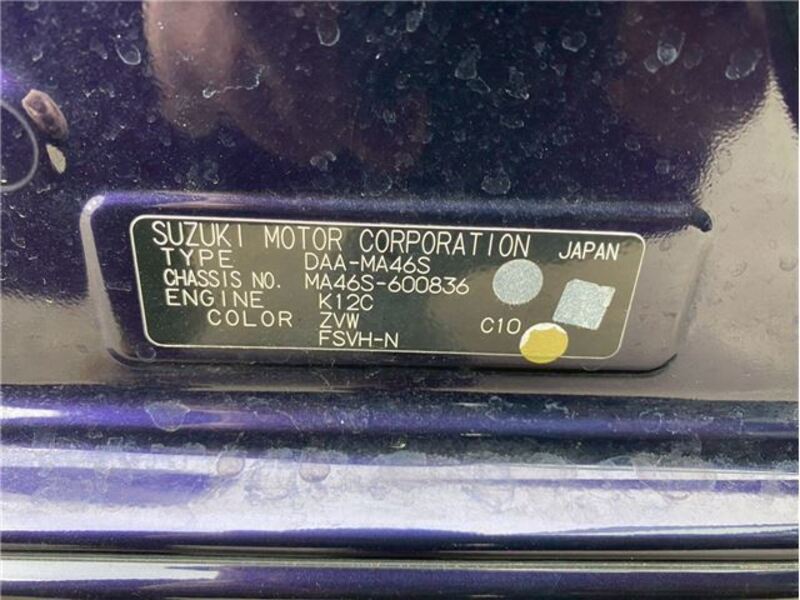 SUZUKI MOTOR CORPORATION JAPAN
TYPE DAA-MA46S
CHASSIS NO. MA46S-600836
ENGINE K12C
COLOR ZVW C10
FSVH-N